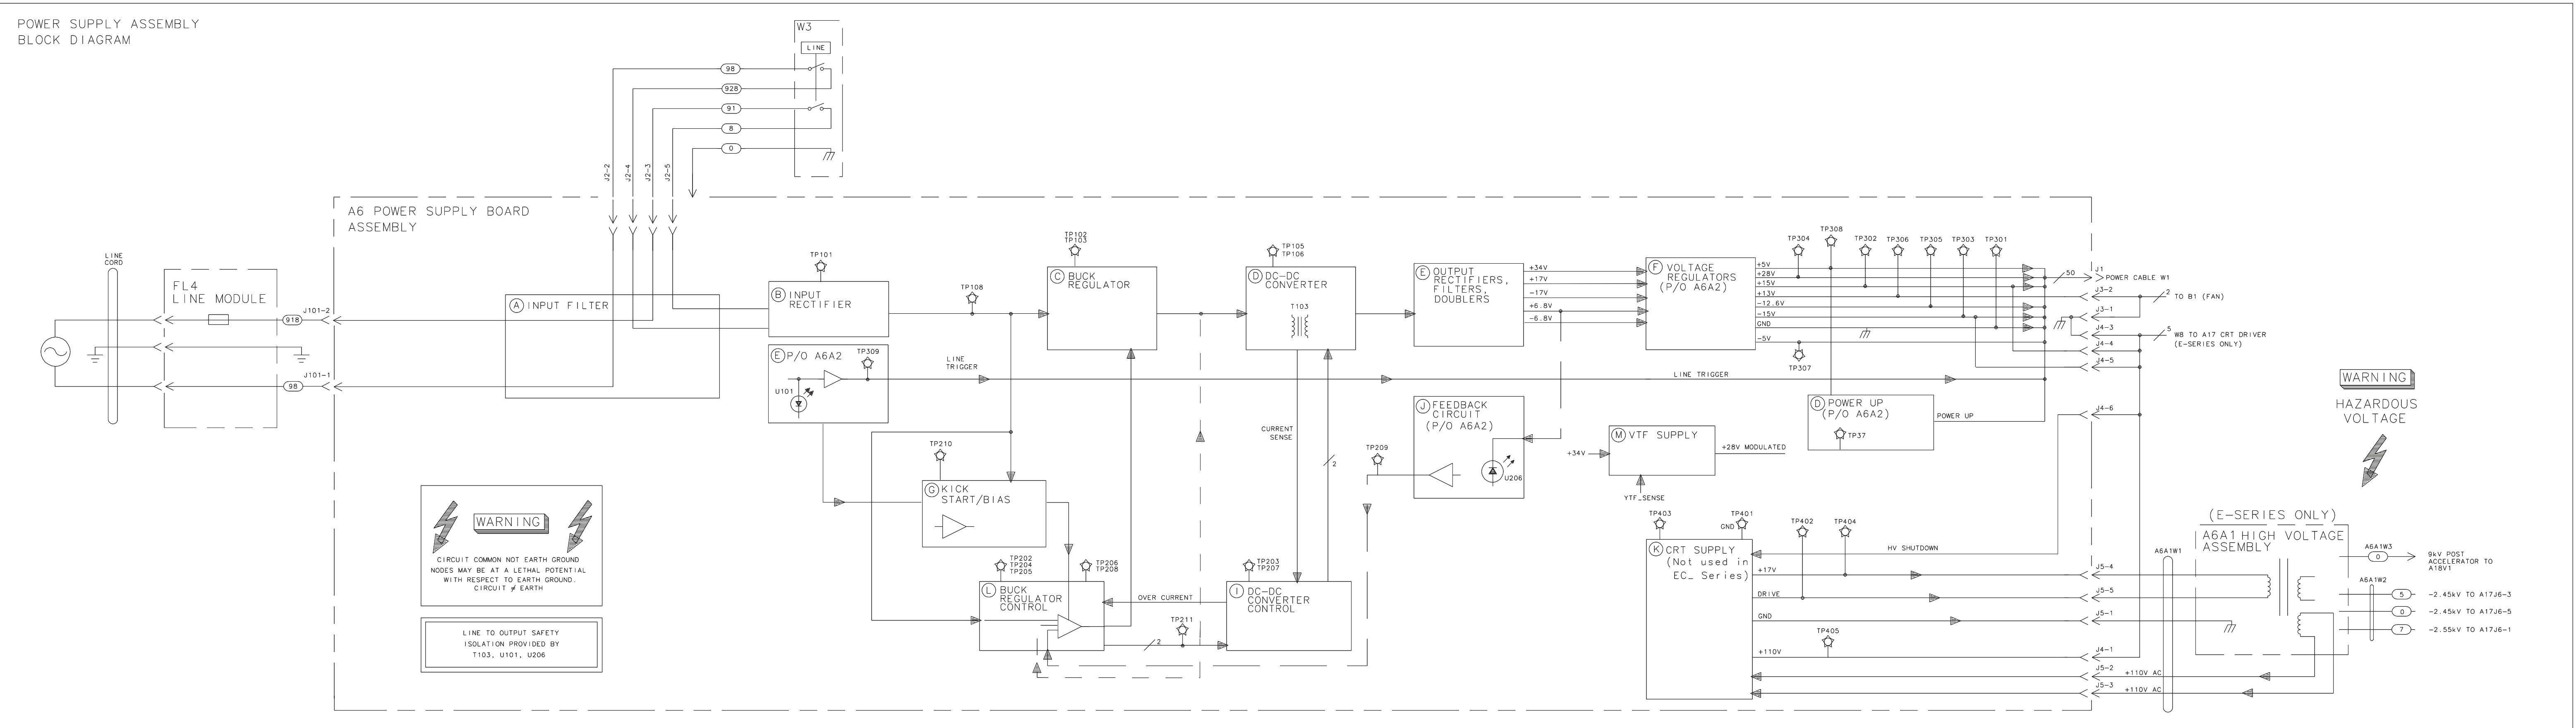 POWER SUPPLY ASSEMBLY
BLOCK DIAGRAM
W3
LINE
98
928
91
8
0
J2-2
J2-4
J2-3
J2-5
A6 POWER SUPPLY BOARD
ASSEMBLY
LINE
CORD
FL4
LINE MODULE
918
J101-2
98
J101-1
A INPUT FILTER
TP101
B INPUT
RECTIFIER
TP108
TP102
TP103
C BUCK
REGULATOR
TP105
TP106
D DC-DC
CONVERTER
T103
E OUTPUT
RECTIFIERS,
FILTERS,
DOUBLERS
+34V
+17V
-17V
+6.8V
-6.8V
F VOLTAGE
REGULATORS
(P/O A6A2)
+5V
+28V
+15V
+13V
-12.6V
-15V
GND
-5V
TP304
TP308
TP302
TP306
TP305
TP303
TP301
TP307
50
J1
POWER CABLE W1
J3-2
2
TO B1 (FAN)
J3-1
J4-3
5
W8 TO A17 CRT DRIVER
(E-SERIES ONLY)
J4-4
J4-5
E P/O A6A2
TP309
U101
LINE
TRIGGER
LINE TRIGGER
D POWER UP
(P/O A6A2)
TP37
POWER UP
J4-6
WARNING
HAZARDOUS
VOLTAGE
J FEEDBACK
CIRCUIT
(P/O A6A2)
U206
TP209
CURRENT
SENSE
2
M VTF SUPPLY
+34V
+28V MODULATED
YTF_SENSE
TP210
G KICK
START/BIAS
TP202
TP204
TP205
TP206
TP208
L BUCK
REGULATOR
CONTROL
OVER CURRENT
TP211
2
TP203
TP207
I DC-DC
CONVERTER
CONTROL
WARNING
CIRCUIT COMMON NOT EARTH GROUND
NODES MAY BE AT A LETHAL POTENTIAL
WITH RESPECT TO EARTH GROUND.
CIRCUIT ≠ EARTH
LINE TO OUTPUT SAFETY
ISOLATION PROVIDED BY
T103, U101, U206
TP403
TP401
GND
TP402
TP404
K CRT SUPPLY
(Not used in
EC_ Series)
HV SHUTDOWN
+17V
DRIVE
GND
TP405
+110V
J5-4
J5-5
J5-1
J4-1
J5-2
+110V AC
J5-3
+110V AC
A6A1W1
(E-SERIES ONLY)
A6A1 HIGH VOLTAGE
ASSEMBLY
A6A1W3
0
9kV POST
ACCELERATOR TO
A18V1
A6A1W2
5
-2.45kV TO A17J6-3
0
-2.45kV TO A17J6-5
7
-2.55kV TO A17J6-1